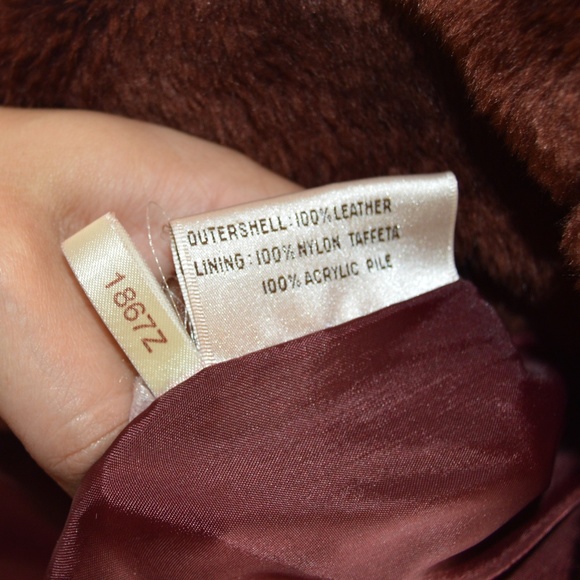 OUTERSHELL: 100% LEATHER
LINING: 100% NYLON TAFFETA
100% ACRYLIC PILE
1867Z